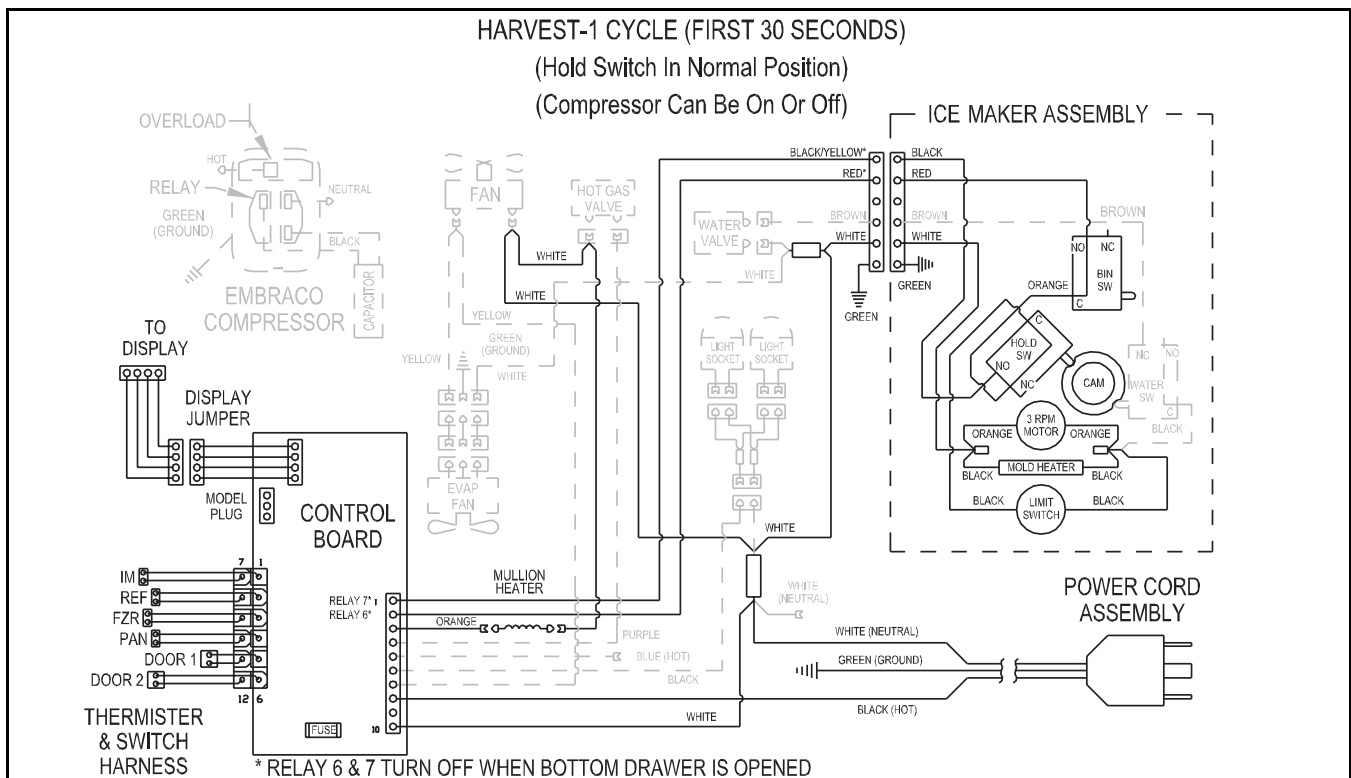 HARVEST-1 CYCLE (FIRST 30 SECONDS)
(Hold Switch In Normal Position)
(Compressor Can Be On Or Off)
ICE MAKER ASSEMBLY
OVERLOAD
HOT
RELAY
NEUTRAL
GREEN
(GROUND)
BLACK
CAPACITOR
EMBRACO
COMPRESSOR
FAN
HOT GAS
VALVE
WHITE
WHITE
YELLOW
GREEN
(GROUND)
YELLOW
WHITE
EVAP
FAN
BLACK/YELLOW*
RED*
BROWN
WHITE
WATER
VALVE
WHITE
GREEN
BLACK
RED
BROWN
WHITE
GREEN
BROWN
NO
NC
BIN
SW
C
ORANGE
C
HOLD
SW
NO
NC
CAM
NC
NO
WATER
SW
C
BLACK
3 RPM
MOTOR
ORANGE
ORANGE
MOLD HEATER
BLACK
BLACK
BLACK
LIMIT
SWITCH
BLACK
LIGHT
SOCKET
LIGHT
SOCKET
WHITE
WHITE
(NEUTRAL)
TO
DISPLAY
DISPLAY
JUMPER
MODEL
PLUG
CONTROL
BOARD
7
1
IM
REF
FZR
PAN
DOOR 1
DOOR 2
12
6
THERMISTER
& SWITCH
HARNESS
FUSE
RELAY 7*
1
RELAY 6*
10
MULLION
HEATER
ORANGE
PURPLE
BLUE (HOT)
BLACK
WHITE
POWER CORD
ASSEMBLY
WHITE (NEUTRAL)
GREEN (GROUND)
BLACK (HOT)
* RELAY 6 & 7 TURN OFF WHEN BOTTOM DRAWER IS OPENED